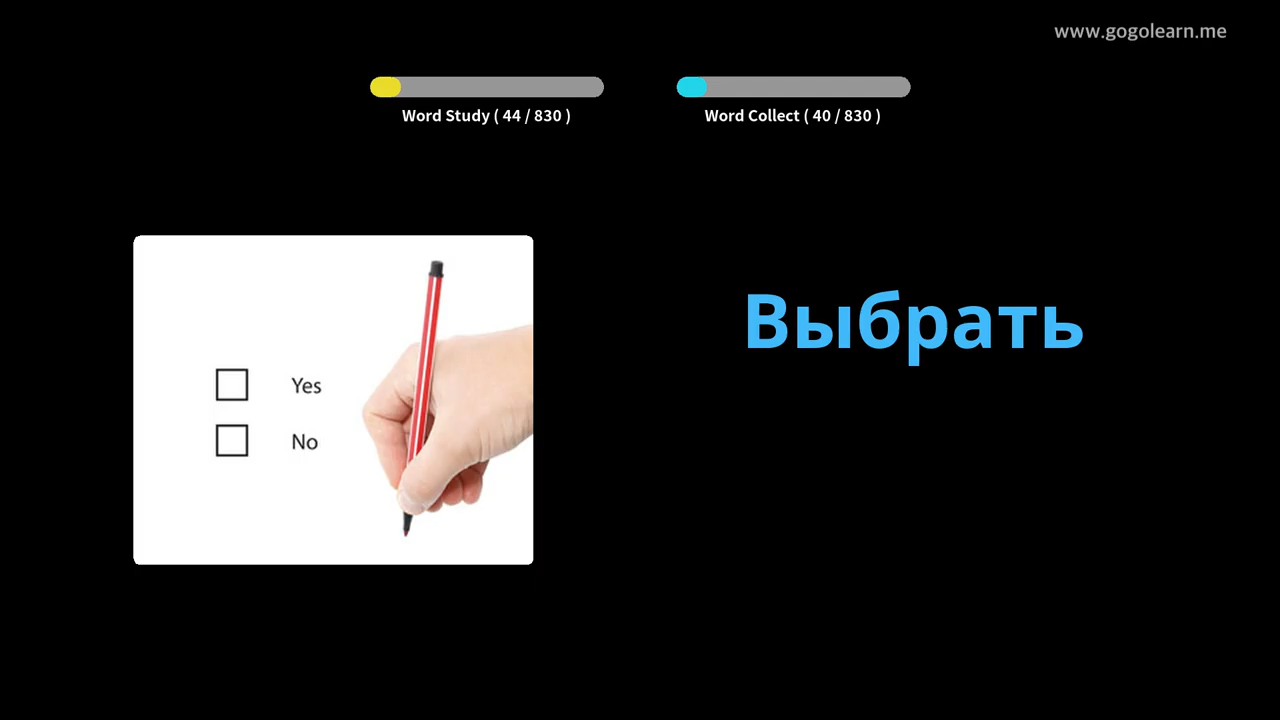 www.gogolearn.me
Word Study ( 44 / 830 )
Word Collect ( 40 / 830 )
Выбрать
Yes
No